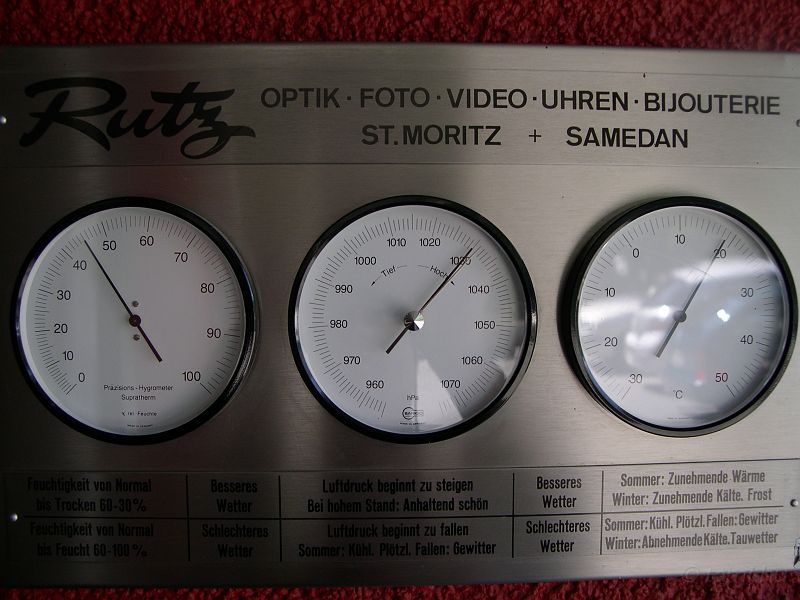 Rutz
OPTIK · FOTO · VIDEO · UHREN · BIJOUTERIE
ST. MORITZ + SAMEDAN
0 10 20 30 40 50 60 70 80 90 100
Präzisions-Hygrometer
Supratherm
% rel. Feuchte
960 970 980 990 1000 1010 1020 1030 1040 1050 1060 1070
Tief Hoch
hPa
30 20 10 0 10 20 30 40 50
°C
Feuchtigkeit von Normal
bis Trocken 60-30%
Besseres
Wetter
Luftdruck beginnt zu steigen
Bei hohem Stand: Anhaltend schön
Besseres
Wetter
Sommer: Zunehmende Wärme
Winter: Zunehmende Kälte. Frost
Feuchtigkeit von Normal
bis Feucht 60-100%
Schlechteres
Wetter
Luftdruck beginnt zu fallen
Sommer: Kühl. Plötzl. Fallen: Gewitter
Schlechteres
Wetter
Sommer: Kühl. Plötzl. Fallen: Gewitter
Winter: Abnehmende Kälte. Tauwetter